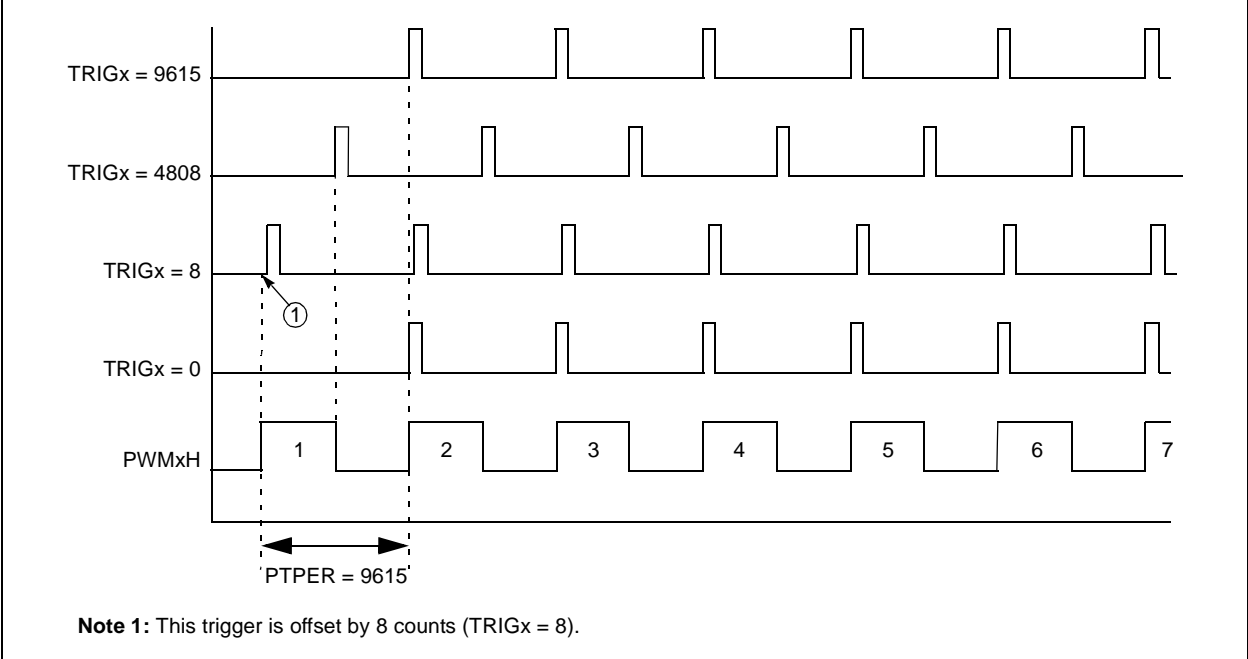 TRIGx = 9615
TRIGx = 4808
TRIGx = 8
1
TRIGx = 0
PWMxH
1 2 3 4 5 6 7
PTPER = 9615
Note 1: This trigger is offset by 8 counts (TRIGx = 8).